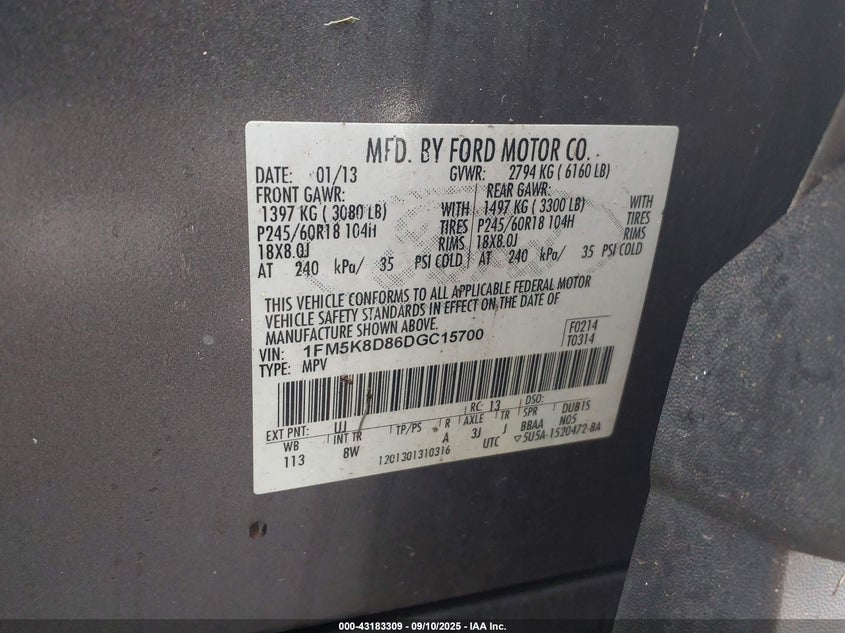 MFD. BY FORD MOTOR CO.
DATE: 01/13 GVWR: 2794 KG ( 6160 LB)
FRONT GAWR: REAR GAWR:
1397 KG ( 3080 LB) WITH 1497 KG ( 3300 LB) WITH
P245/60R18 104H TIRES P245/60R18 104H TIRES
18X8.0J RIMS 18X8.0J RIMS
AT 240 kPa/ 35 PSI COLD AT 240 kPa/ 35 PSI COLD
THIS VEHICLE CONFORMS TO ALL APPLICABLE FEDERAL MOTOR
VEHICLE SAFETY STANDARDS IN EFFECT ON THE DATE OF
MANUFACTURE SHOWN ABOVE.
VIN: 1FM5K8D86DGC15700 F0214
TYPE: MPV T0314
EXT PNT: UJ RC: 13 DSO:
WB INT TR TP/PS R AXLE TR SPR DUB15
113 8W A 3J J BBAA N05
1201301310316 UTC ▽5U5A-1520472-BA
000-43183309 - 09/10/2025 - IAA Inc.